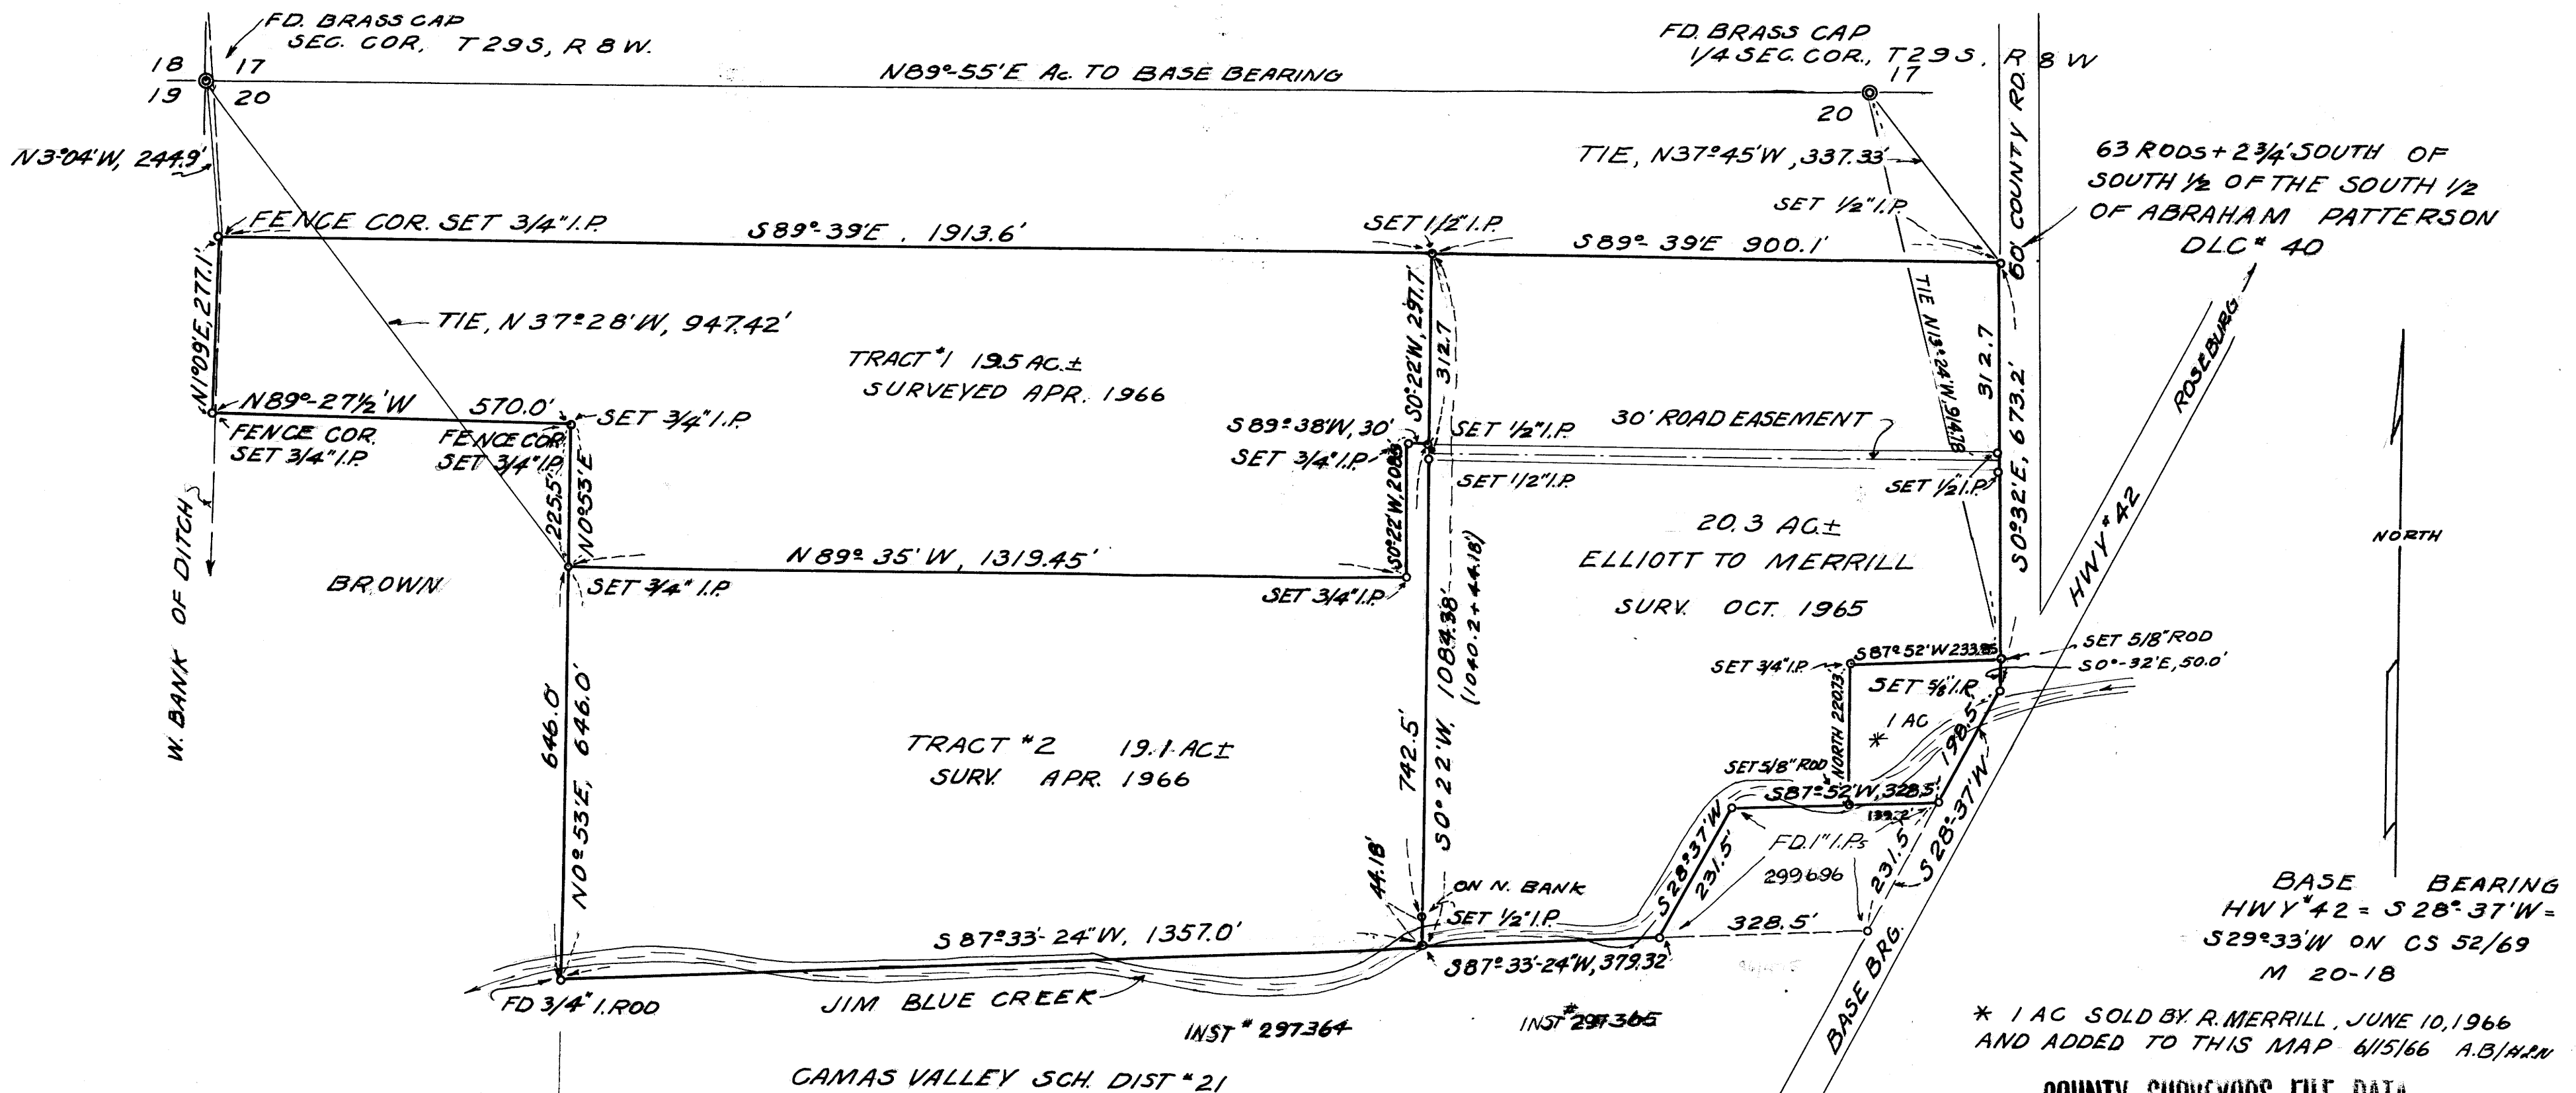 FD. BRASS CAP
SEC. COR, T29S, R8W.
18 17
19 20
N89°-55'E Ac. TO BASE BEARING
FD. BRASS CAP
1/4 SEC. COR., T29S, R8W
17
20
60' COUNTY RD.
N3°04'W, 244.9'
TIE, N37°45'W, 337.33'
63 RODS + 2 3/4' SOUTH OF
SOUTH 1/2 OF THE SOUTH 1/2
OF ABRAHAM PATTERSON
DLC # 40
FENCE COR. SET 3/4" I.P.
S89°-39'E, 1913.6'
SET 1/2" I.P.
S89°-39'E 900.1'
SET 1/2" I.P.
N1°09'E, 277.1'
TIE, N37°28'W, 947.42'
TRACT #1 19.5 AC.±
SURVEYED APR. 1966
S0°-22'W, 297.7'
312.7
TIE N13°24'W, 914.78
312.7
S0°32'E, 673.2'
ROSEBURG
N89°-27 1/2'W 570.0'
SET 3/4" I.P.
FENCE COR.
SET 3/4" I.P.
FENCE COR.
SET 3/4" I.P.
S89°38'W, 30'
SET 3/4" I.P.
SET 1/2" I.P.
30' ROAD EASEMENT
SET 1/2" I.P.
SET 1/2" I.P.
225.5'
N0°53'E
HWY #42
NORTH
20.3 AC±
ELLIOTT TO MERRILL
SURV. OCT. 1965
W. BANK OF DITCH
BROWN
SET 3/4" I.P.
N89°35'W, 1319.45'
SET 3/4" I.P.
S0°22'W. 1084.38'
(1040.2 + 44.18')
SET 3/4" I.P.
S87°52'W 233.85
SET 5/8" ROD
S0°-32'E, 50.0'
SET 5/8" I.R.
NORTH 220.73
1 AC
*
198.5'
646.0'
N0°53'E, 646.0'
TRACT #2 19.1 AC±
SURV. APR. 1966
742.5'
SET 5/8" ROD
S87°-52'W, 328.5'
139.2'
S28°37'W
231.5'
FD. 1" I.P.s
299696
231.5'
S28°-37'W
44.18'
ON N. BANK
SET 1/2" I.P.
328.5'
S87°33'-24"W, 1357.0'
S87°33'-24"W, 379.32
BASE BRG.
BASE BEARING
HWY #42 = S28°-37'W =
S29°33'W ON CS 52/69
M 20-18
FD 3/4" I. ROD
JIM BLUE CREEK
INST # 297364
INST # 297365
* 1 AC SOLD BY R. MERRILL, JUNE 10, 1966
AND ADDED TO THIS MAP 6/15/66
CAMAS VALLEY SCH. DIST #21
COUNTY SURVEYORS FILE DATA